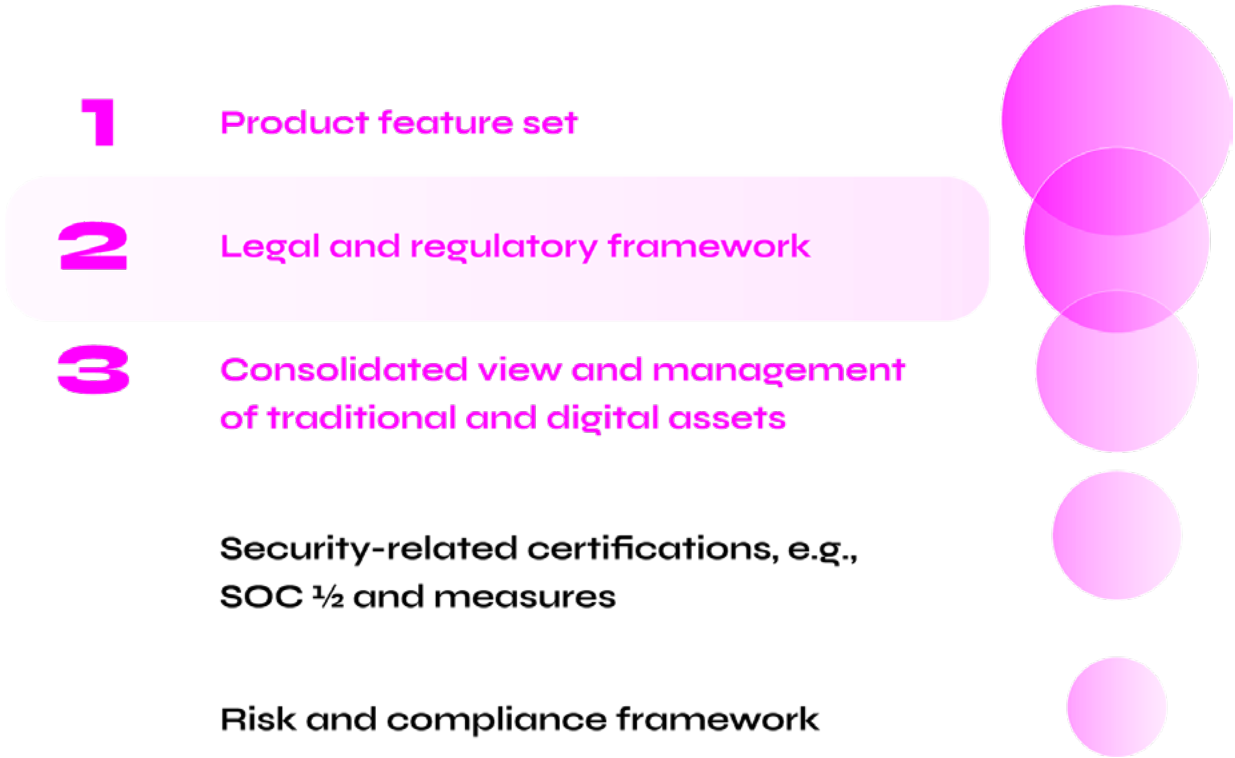 1 Product feature set
2 Legal and regulatory framework
3 Consolidated view and management
of traditional and digital assets
Security-related certifications, e.g.,
SOC ½ and measures
Risk and compliance framework